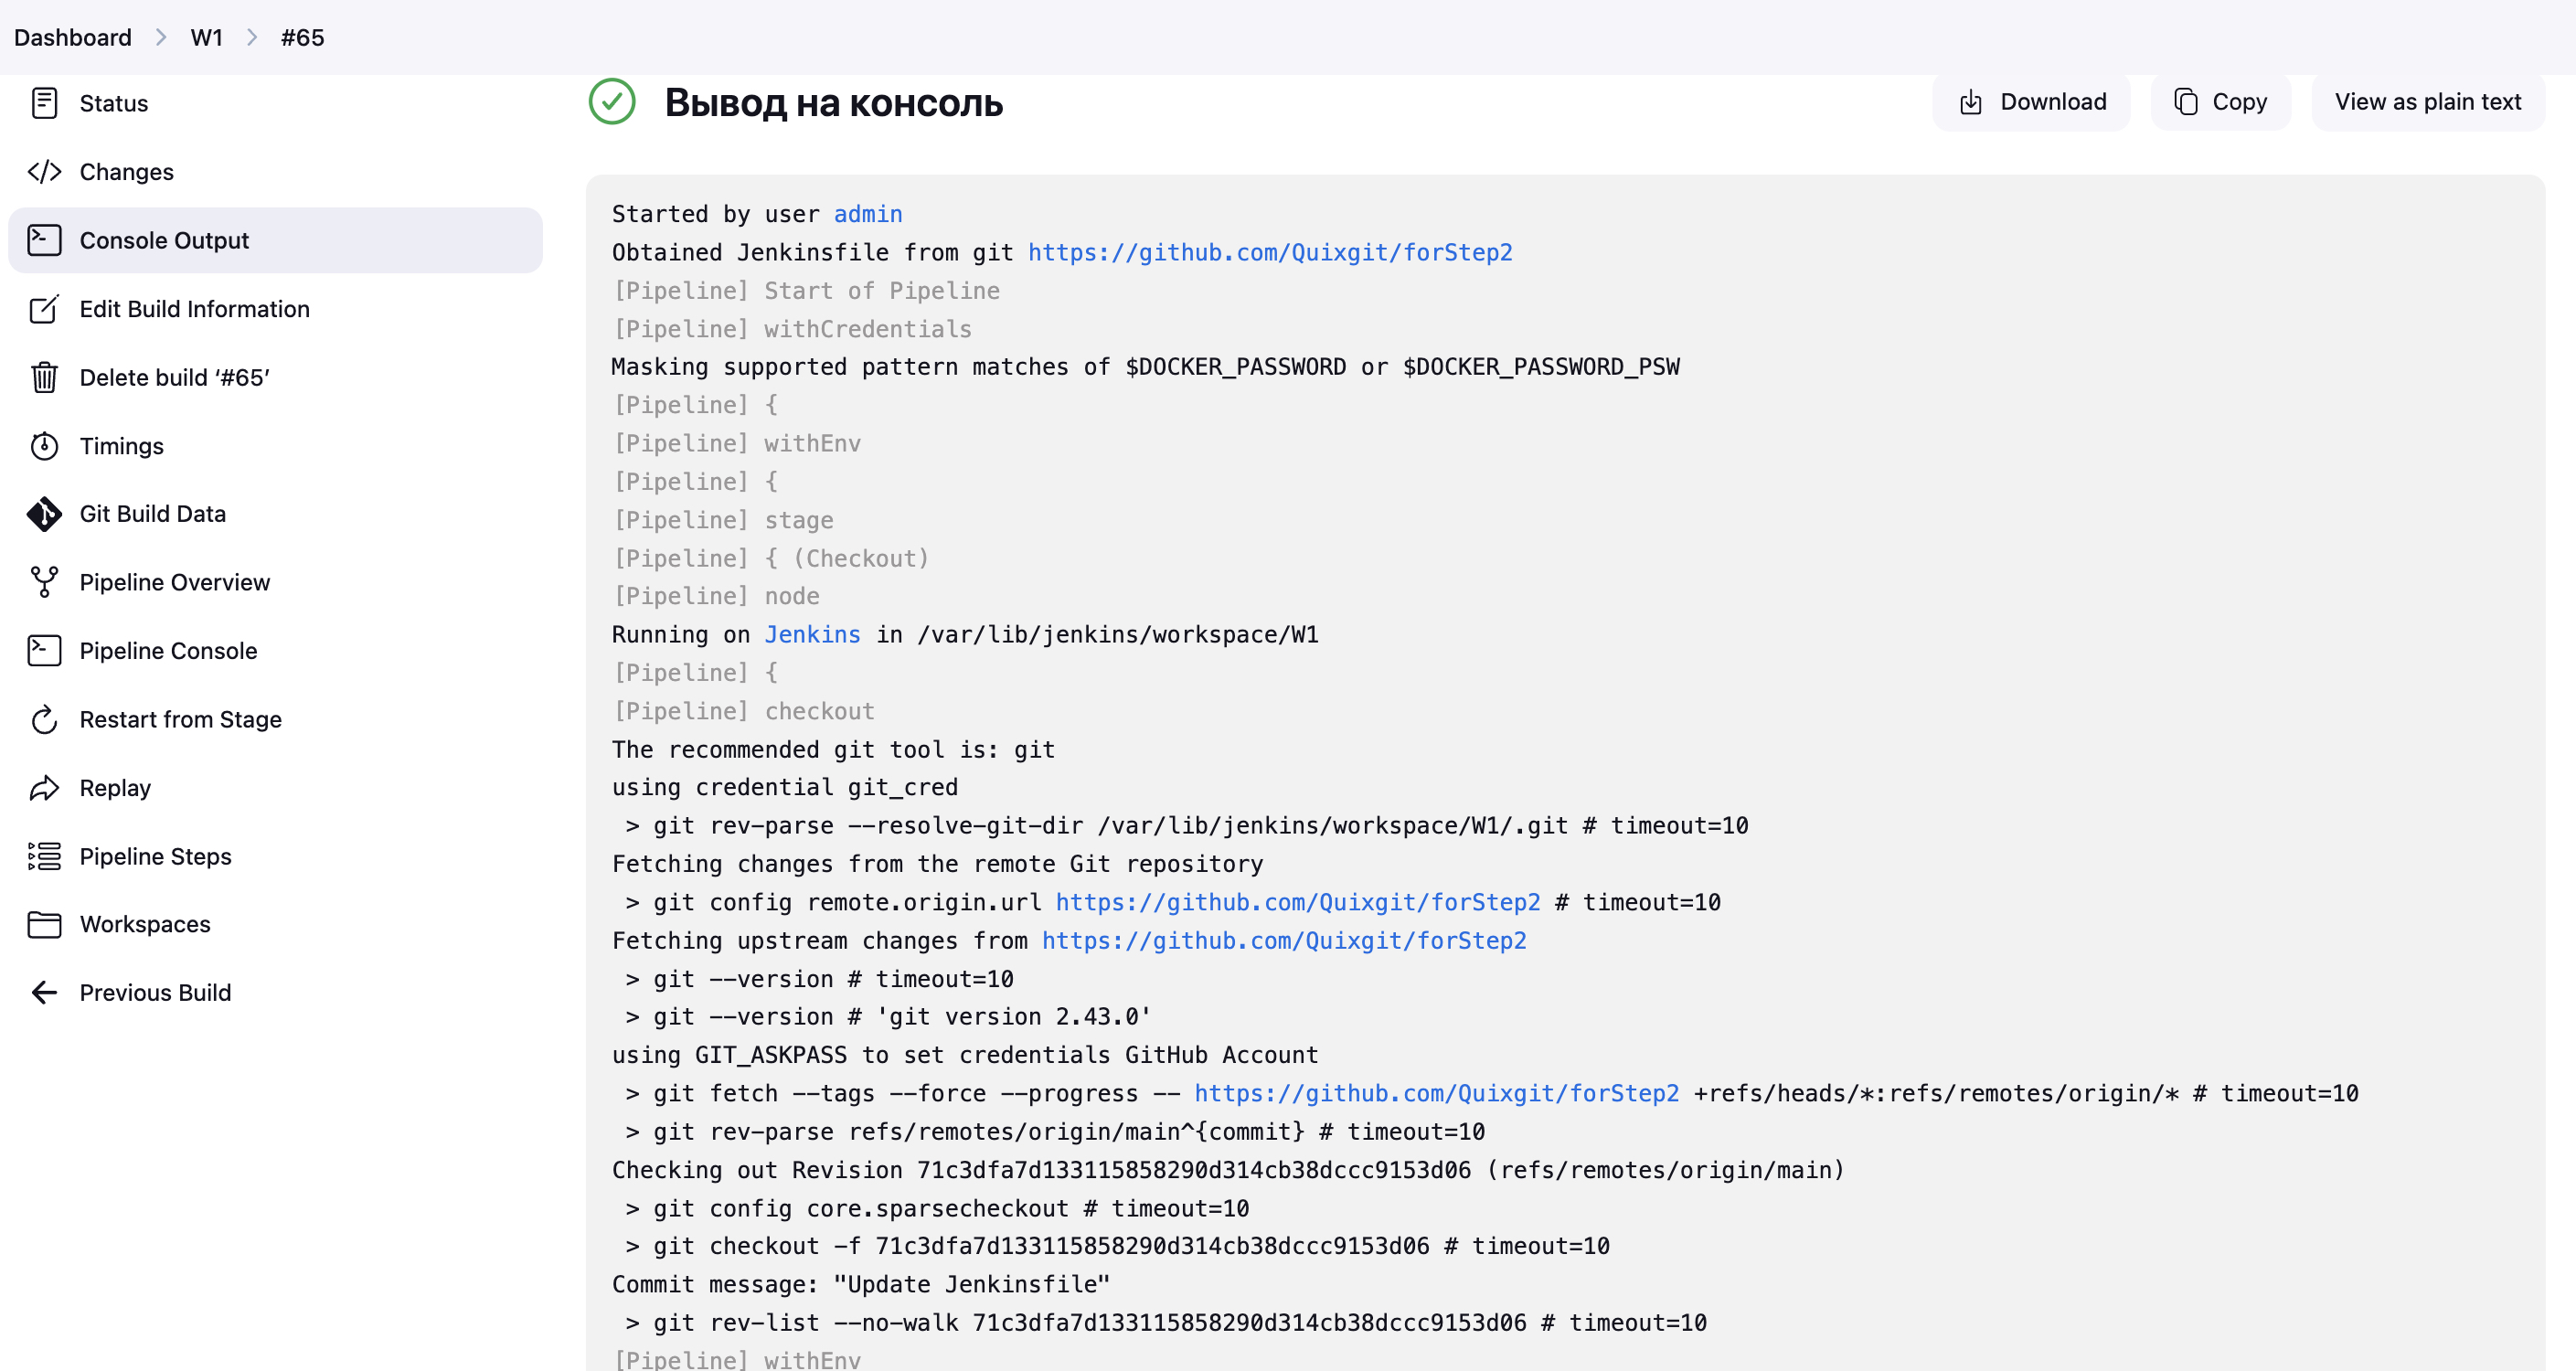 Dashboard > W1 > #65
Status
Changes
Console Output
Edit Build Information
Delete build ‘#65’
Timings
Git Build Data
Pipeline Overview
Pipeline Console
Restart from Stage
Replay
Pipeline Steps
Workspaces
Previous Build
Вывод на консоль
Download
Copy
View as plain text
Started by user admin
Obtained Jenkinsfile from git https://github.com/Quixgit/forStep2
[Pipeline] Start of Pipeline
[Pipeline] withCredentials
Masking supported pattern matches of $DOCKER_PASSWORD or $DOCKER_PASSWORD_PSW
[Pipeline] {
[Pipeline] withEnv
[Pipeline] {
[Pipeline] stage
[Pipeline] { (Checkout)
[Pipeline] node
Running on Jenkins in /var/lib/jenkins/workspace/W1
[Pipeline] {
[Pipeline] checkout
The recommended git tool is: git
using credential git_cred
 > git rev-parse --resolve-git-dir /var/lib/jenkins/workspace/W1/.git # timeout=10
Fetching changes from the remote Git repository
 > git config remote.origin.url https://github.com/Quixgit/forStep2 # timeout=10
Fetching upstream changes from https://github.com/Quixgit/forStep2
 > git --version # timeout=10
 > git --version # 'git version 2.43.0'
using GIT_ASKPASS to set credentials GitHub Account
 > git fetch --tags --force --progress -- https://github.com/Quixgit/forStep2 +refs/heads/*:refs/remotes/origin/* # timeout=10
 > git rev-parse refs/remotes/origin/main^{commit} # timeout=10
Checking out Revision 71c3dfa7d133115858290d314cb38dccc9153d06 (refs/remotes/origin/main)
 > git config core.sparsecheckout # timeout=10
 > git checkout -f 71c3dfa7d133115858290d314cb38dccc9153d06 # timeout=10
Commit message: "Update Jenkinsfile"
 > git rev-list --no-walk 71c3dfa7d133115858290d314cb38dccc9153d06 # timeout=10
[Pipeline] withEnv